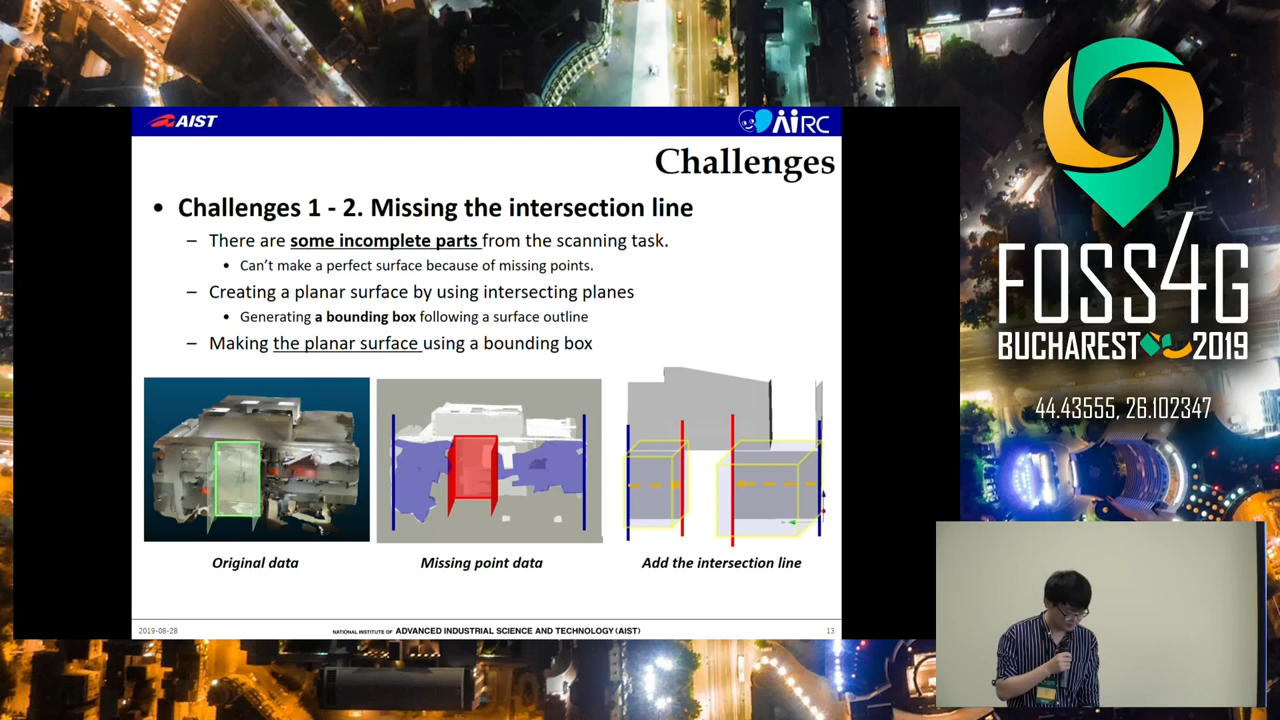 AIST
AIRC
Challenges
• Challenges 1 - 2. Missing the intersection line
– There are some incomplete parts from the scanning task.
• Can't make a perfect surface because of missing points.
– Creating a planar surface by using intersecting planes
• Generating a bounding box following a surface outline
– Making the planar surface using a bounding box
Original data
Missing point data
Add the intersection line
2019-08-28
NATIONAL INSTITUTE OF ADVANCED INDUSTRIAL SCIENCE AND TECHNOLOGY (AIST)
13
FOSS4G
BUCHAREST 2019
44.43555, 26.102347